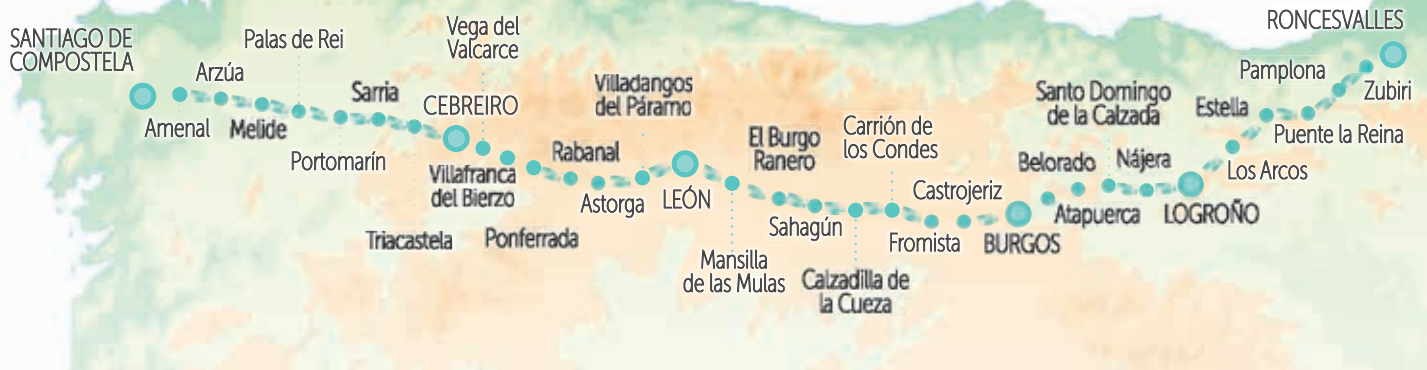 SANTIAGO DE
COMPOSTELA
Amenal
Arzúa
Melide
Palas de Rei
Portomarín
Sarria
Triacastela
CEBREIRO
Vega del
Valcarce
Villafranca
del Bierzo
Ponferrada
Rabanal
Astorga
Villadangos
del Páramo
LEÓN
Mansilla
de las Mulas
El Burgo
Ranero
Sahagún
Calzadilla de
la Cueza
Carrión de
los Condes
Fromista
Castrojeriz
BURGOS
Atapuerca
Belorado
Santo Domingo
de la Calzada
Nájera
LOGROÑO
Los Arcos
Estella
Puente la Reina
Pamplona
Zubiri
RONCESVALLES